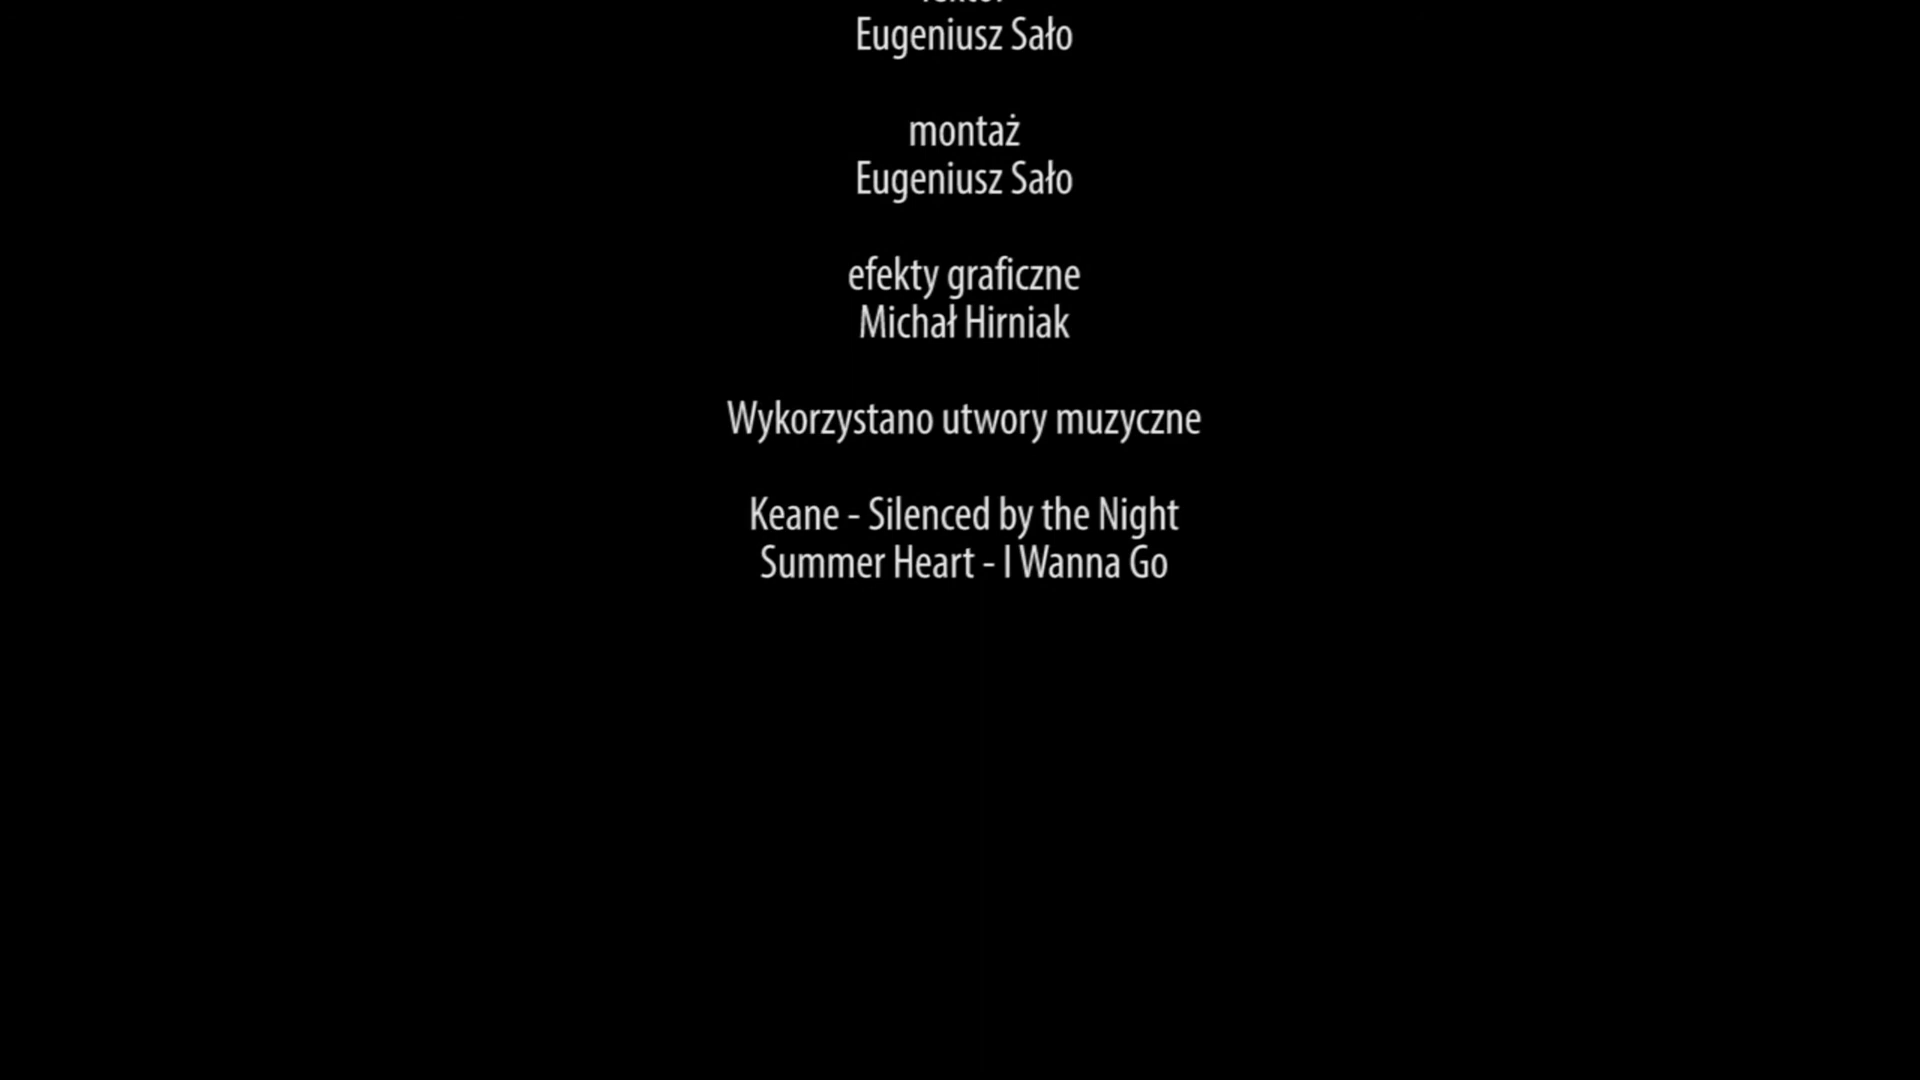 Eugeniusz Sało
montaż
Eugeniusz Sało
efekty graficzne
Michał Hirniak
Wykorzystano utwory muzyczne
Keane - Silenced by the Night
Summer Heart - I Wanna Go